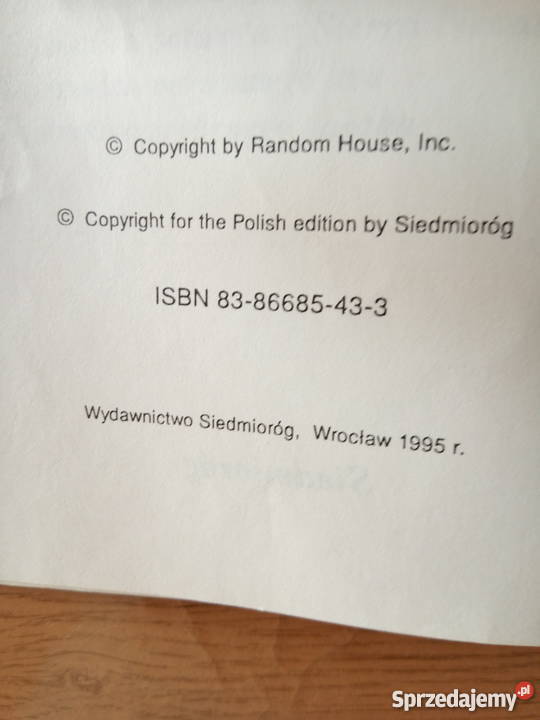 © Copyright by Random House, Inc.
© Copyright for the Polish edition by Siedmioróg
ISBN 83-86685-43-3
Wydawnictwo Siedmioróg, Wrocław 1995 r.
Sprzedajemy.pl